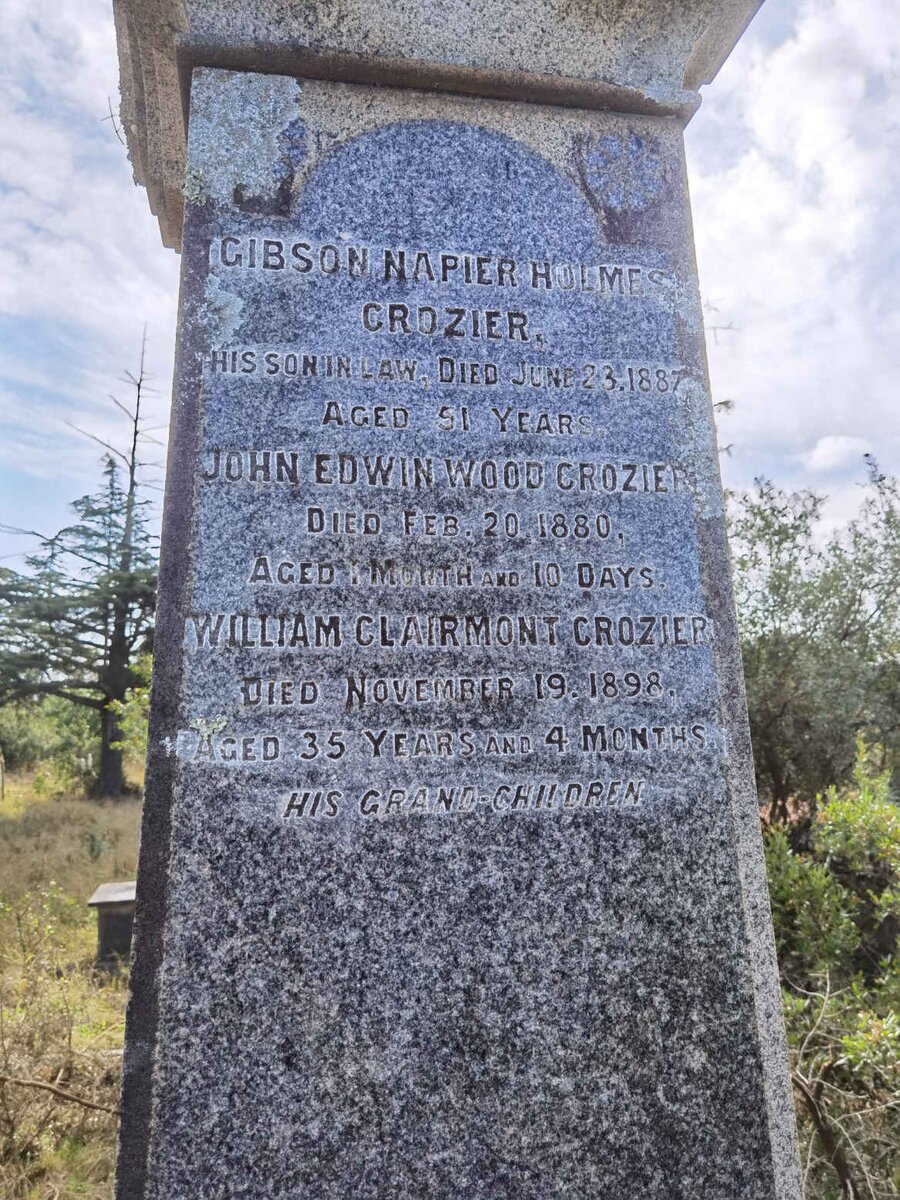 GIBSON NAPIER HOLMES
CROZIER,
HIS SON IN LAW, DIED JUNE 23. 1887
AGED 51 YEARS.
JOHN EDWIN WOOD CROZIER
DIED FEB. 20. 1880,
AGED 1 MONTH AND 10 DAYS.
WILLIAM CLAIRMONT CROZIER
DIED NOVEMBER 19. 1898,
AGED 35 YEARS AND 4 MONTHS.
HIS GRAND-CHILDREN